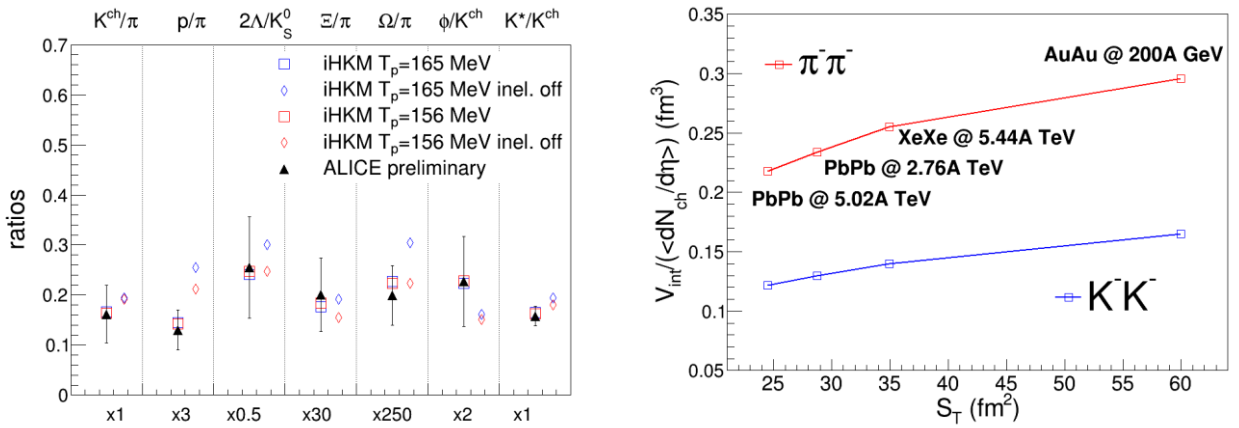 K^ch/π p/π 2Λ/K^0_S Ξ/π Ω/π φ/K^ch K*/K^ch
0.7
0.6
0.5
0.4
0.3
0.2
0.1
0
ratios
iHKM T_p=165 MeV
iHKM T_p=165 MeV inel. off
iHKM T_p=156 MeV
iHKM T_p=156 MeV inel. off
ALICE preliminary
x1 x3 x0.5 x30 x250 x2 x1
0.35
0.3
0.25
0.2
0.15
0.1
0.05
V_int/(<dN_ch/dη>) (fm^3)
π^-π^-
AuAu @ 200A GeV
XeXe @ 5.44A TeV
PbPb @ 2.76A TeV
PbPb @ 5.02A TeV
K^-K^-
25 30 35 40 45 50 55 60
S_T (fm^2)